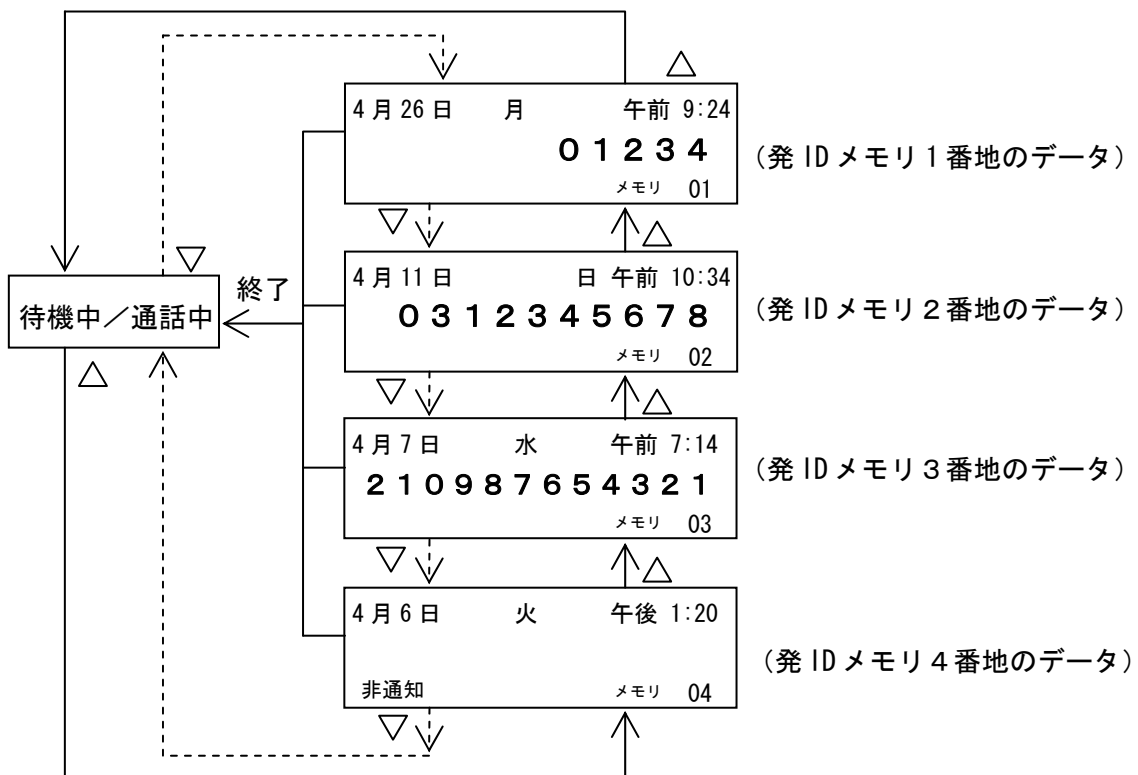 △
4月26日 月 午前 9:24
01234
メモリ 01
(発IDメモリ1番地のデータ)
▽
▽ △
4月11日 日 午前 10:34
0312345678
メモリ 02
(発IDメモリ2番地のデータ)
終了
待機中/通話中
△
▽ △
4月7日 水 午前 7:14
210987654321
メモリ 03
(発IDメモリ3番地のデータ)
▽ △
4月6日 火 午後 1:20
非通知 メモリ 04
(発IDメモリ4番地のデータ)
▽